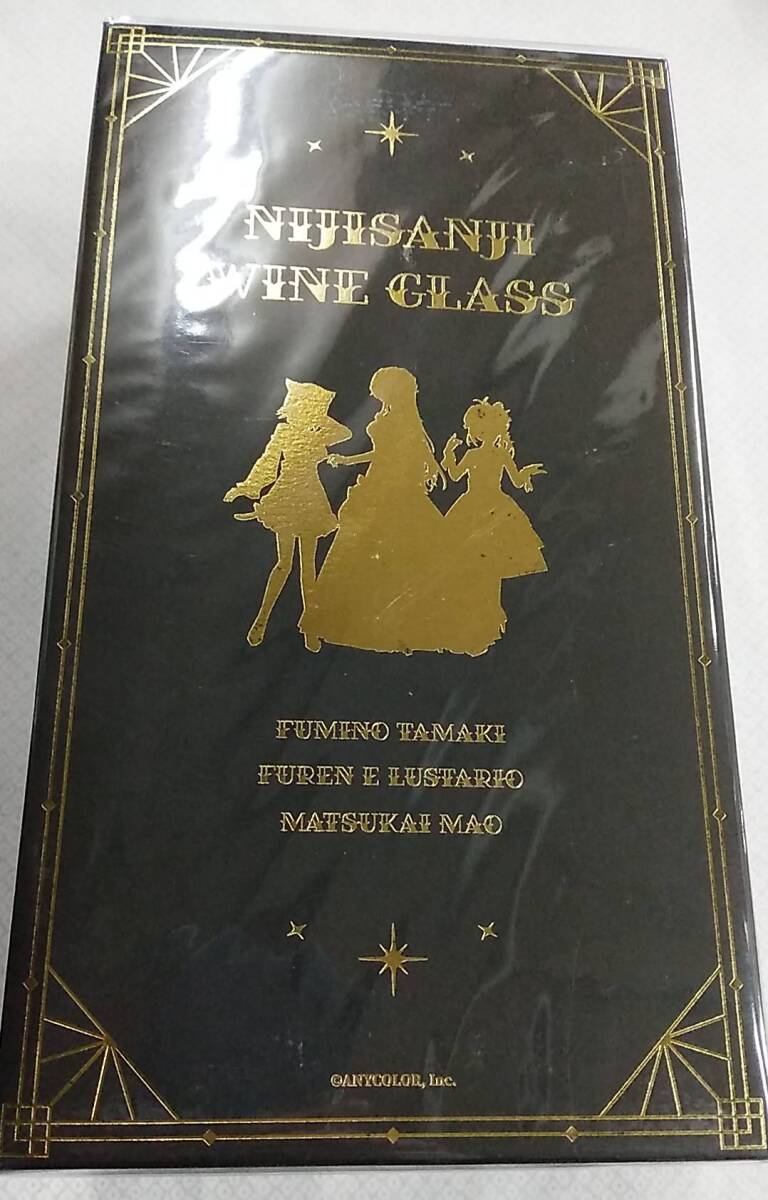 NIJISANJI
WINE GLASS
FUMINO TAMAKI
FUREN E LUSTARIO
MATSUKAI MAO
©ANYCOLOR, Inc.